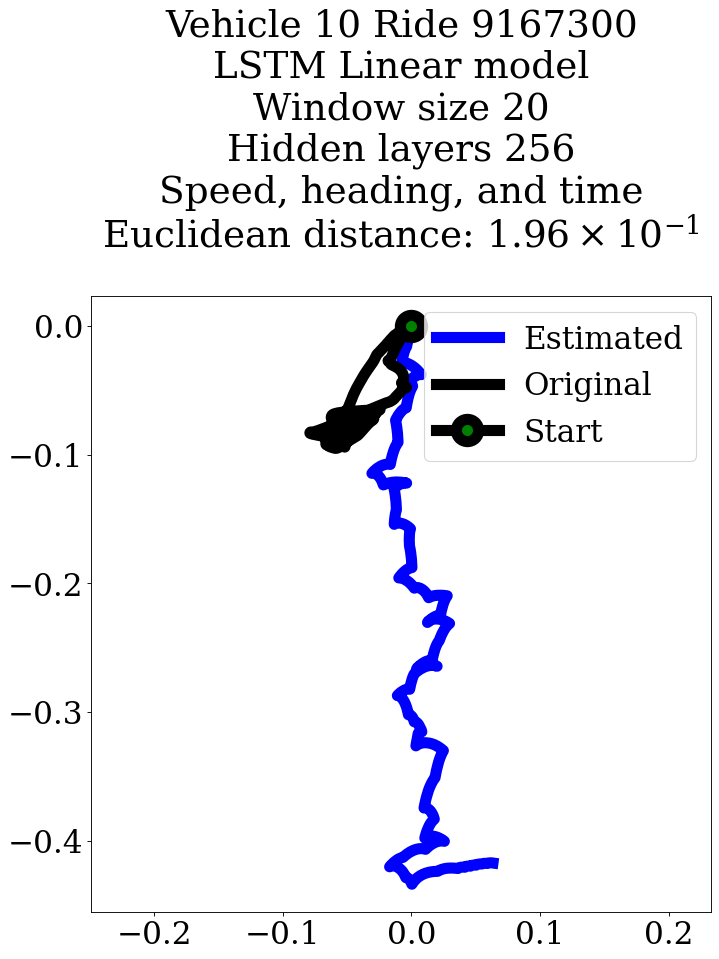 Vehicle 10 Ride 9167300
LSTM Linear model
Window size 20
Hidden layers 256
Speed, heading, and time
Euclidean distance: 1.96 × 10⁻¹
Estimated
Original
Start
0.0
−0.1
−0.2
−0.3
−0.4
−0.2 −0.1 0.0 0.1 0.2